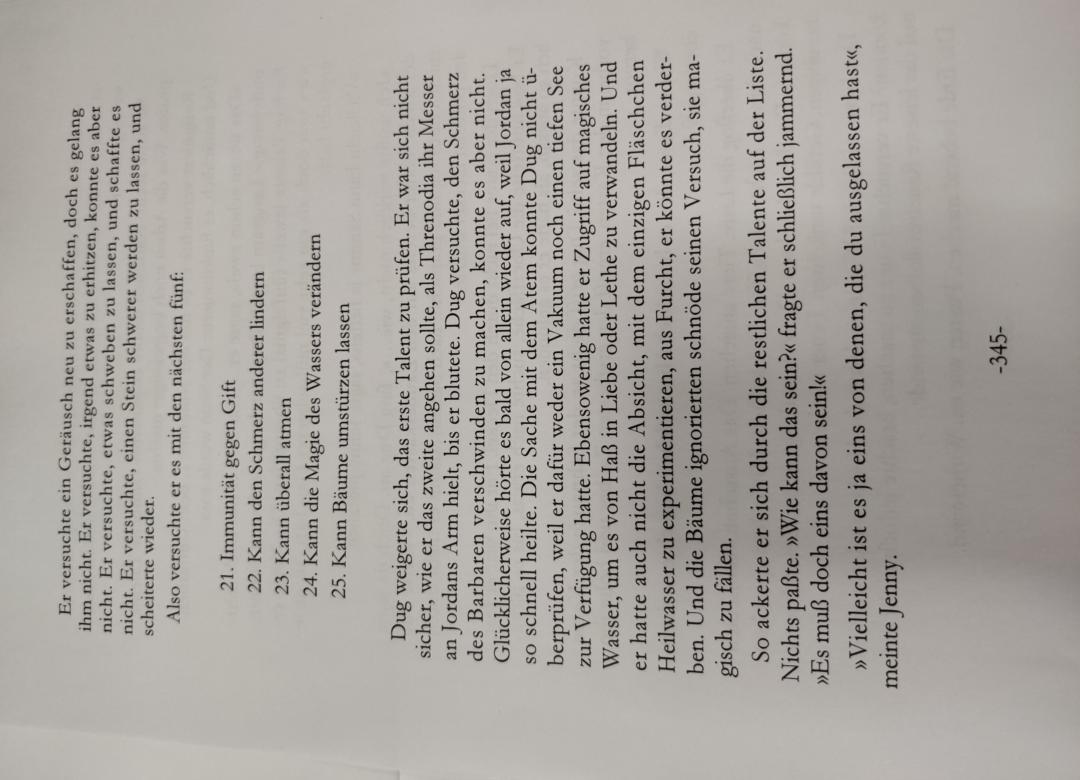 Er versuchte ein Geräusch neu zu erschaffen, doch es gelang
ihm nicht. Er versuchte, irgend etwas zu erhitzen, konnte es aber
nicht. Er versuchte, etwas schweben zu lassen, und schaffte es
nicht. Er versuchte, einen Stein schwerer werden zu lassen, und
scheiterte wieder.
Also versuchte er es mit den nächsten fünf:
21. Immunität gegen Gift
22. Kann den Schmerz anderer lindern
23. Kann überall atmen
24. Kann die Magie des Wassers verändern
25. Kann Bäume umstürzen lassen
Dug weigerte sich, das erste Talent zu prüfen. Er war sich nicht
sicher, wie er das zweite angehen sollte, als Threnodia ihr Messer
an Jordans Arm hielt, bis er blutete. Dug versuchte, den Schmerz
des Barbaren verschwinden zu machen, konnte es aber nicht.
Glücklicherweise hörte es bald von allein wieder auf, weil Jordan ja
so schnell heilte. Die Sache mit dem Atem konnte Dug nicht ü-
berprüfen, weil er dafür weder ein Vakuum noch einen tiefen See
zur Verfügung hatte. Ebensowenig hatte er Zugriff auf magisches
Wasser, um es von Haß in Liebe oder Lethe zu verwandeln. Und
er hatte auch nicht die Absicht, mit dem einzigen Fläschchen
Heilwasser zu experimentieren, aus Furcht, er könnte es verder-
ben. Und die Bäume ignorierten schnöde seinen Versuch, sie ma-
gisch zu fällen.
So ackerte er sich durch die restlichen Talente auf der Liste.
Nichts paßte. »Wie kann das sein?« fragte er schließlich jammernd.
»Es muß doch eins davon sein!«
»Vielleicht ist es ja eins von denen, die du ausgelassen hast«,
meinte Jenny.
-345-